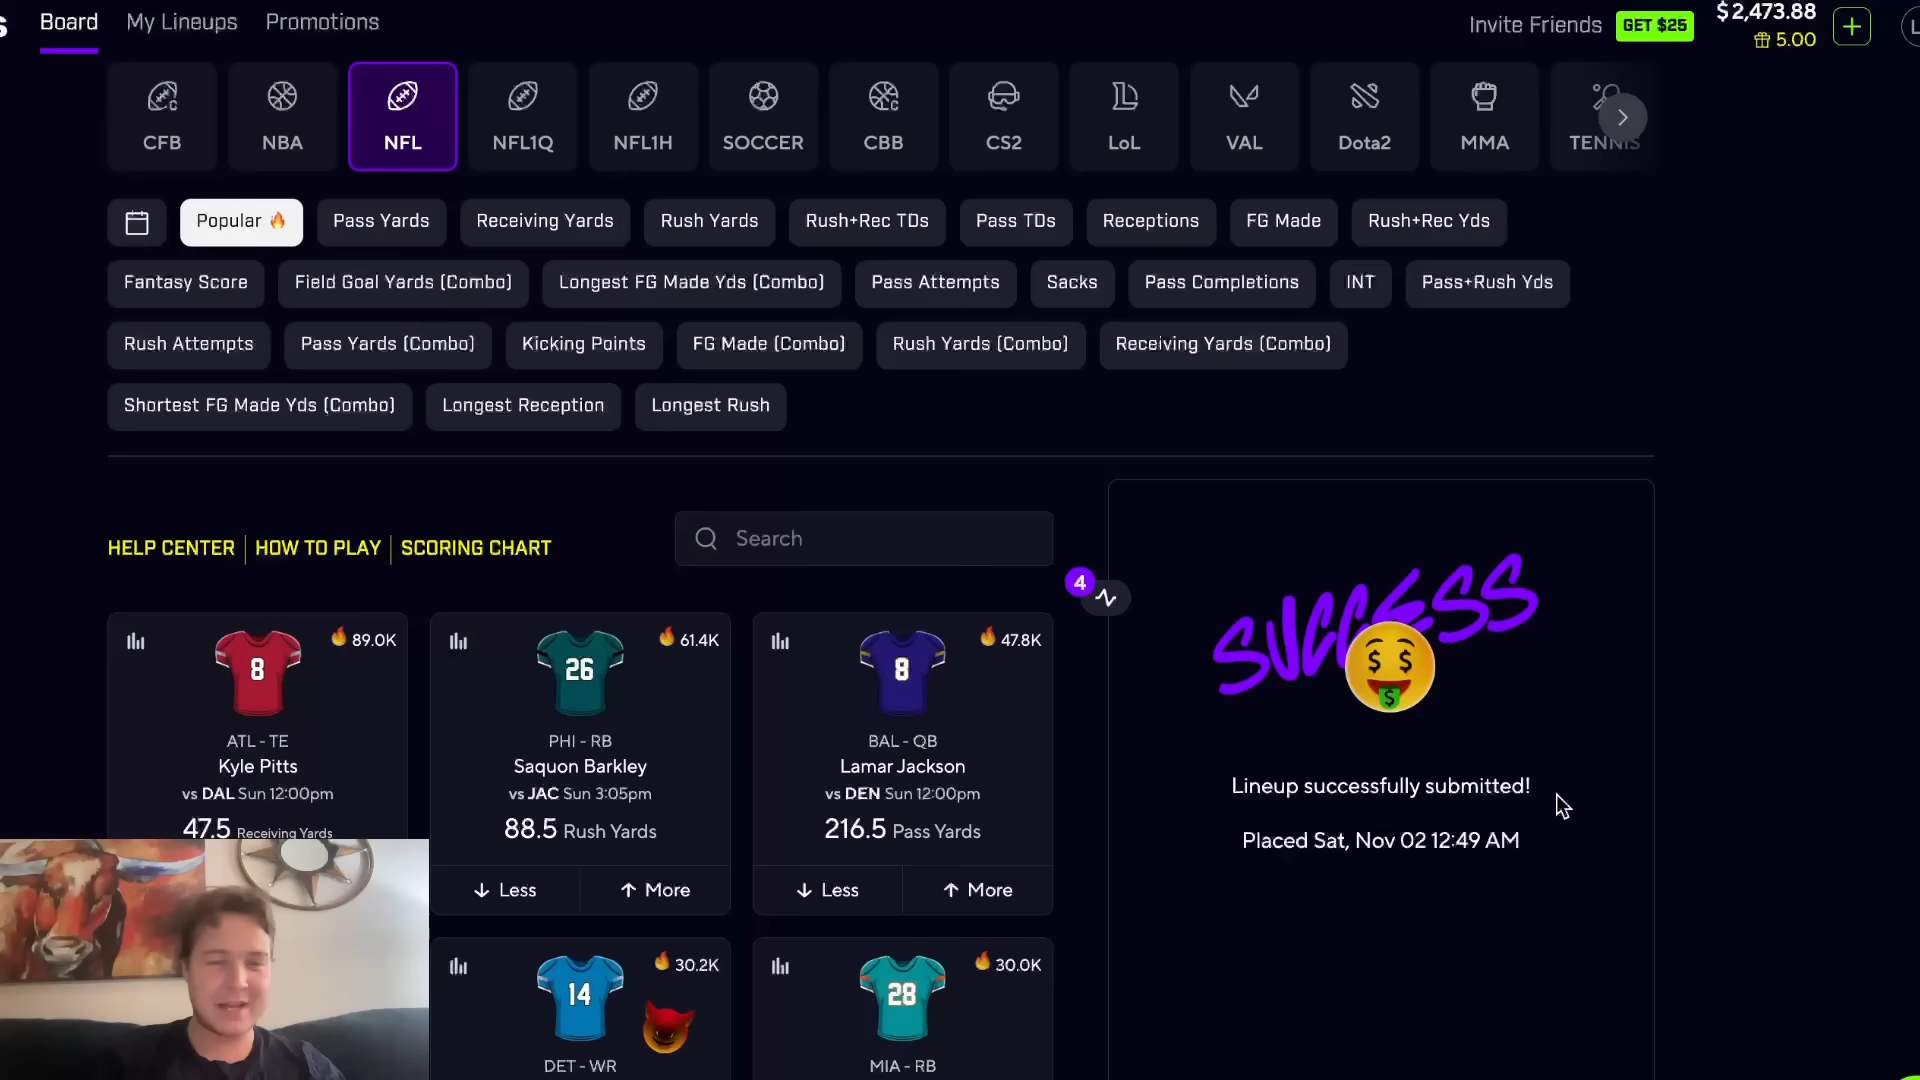 Board My Lineups Promotions Invite Friends GET $25 $2,473.88
5.00
CFB NBA NFL NFL1Q NFL1H SOCCER CBB CS2 LoL VAL Dota2 MMA TENNIS
Popular Pass Yards Receiving Yards Rush Yards Rush+Rec TDs Pass TDs Receptions FG Made Rush+Rec Yds
Fantasy Score Field Goal Yards (Combo) Longest FG Made Yds (Combo) Pass Attempts Sacks Pass Completions INT Pass+Rush Yds
Rush Attempts Pass Yards (Combo) Kicking Points FG Made (Combo) Rush Yards (Combo) Receiving Yards (Combo)
Shortest FG Made Yds (Combo) Longest Reception Longest Rush
HELP CENTER HOW TO PLAY SCORING CHART Search
4
SUCCESS
89.0K 61.4K 47.8K
8 26 8
ATL - TE PHI - RB BAL - QB
Kyle Pitts Saquon Barkley Lamar Jackson
vs DAL Sun 12:00pm vs JAC Sun 3:05pm vs DEN Sun 12:00pm
47.5 Receiving Yards 88.5 Rush Yards 216.5 Pass Yards
Less More Less More
Lineup successfully submitted!
Placed Sat, Nov 02 12:49 AM
30.2K 30.0K
14 28
DET - WR MIA - RB